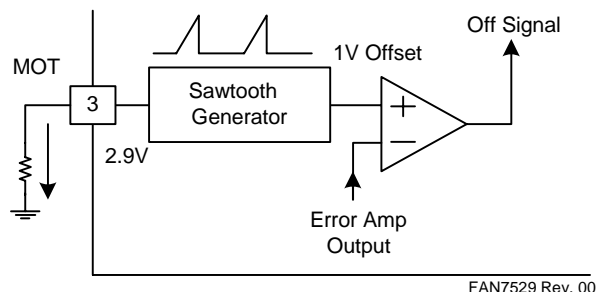 Off Signal
1V Offset
MOT
3
Sawtooth
Generator
+
−
2.9V
Error Amp
Output
FAN7529 Rev. 00